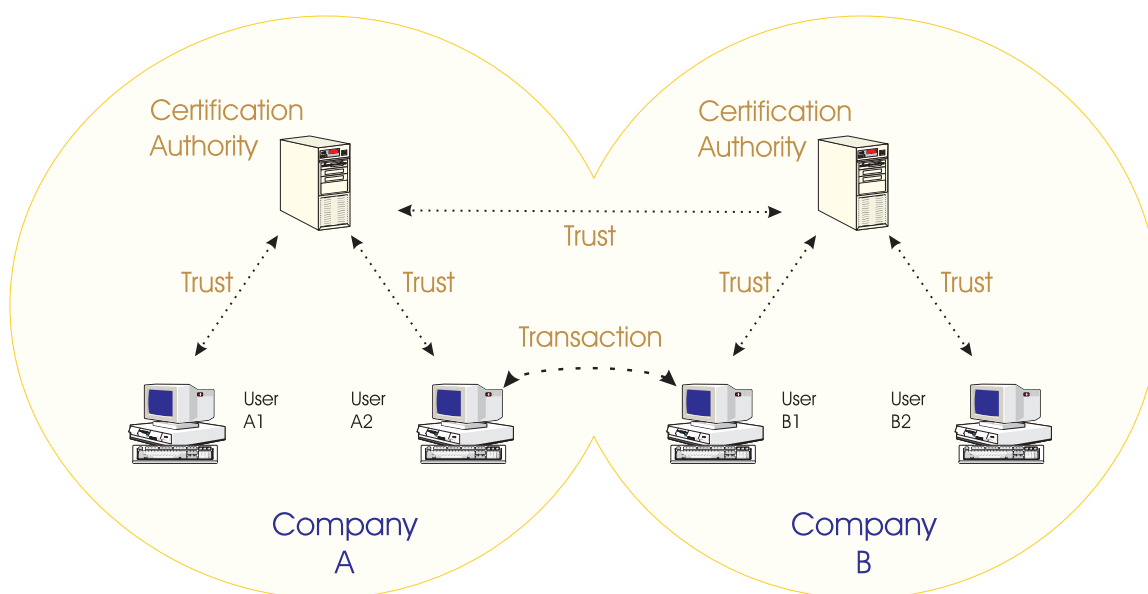 Certification
Authority
Certification
Authority
Trust
Trust
Trust
Trust
Trust
Transaction
User
A1
User
A2
User
B1
User
B2
Company
A
Company
B